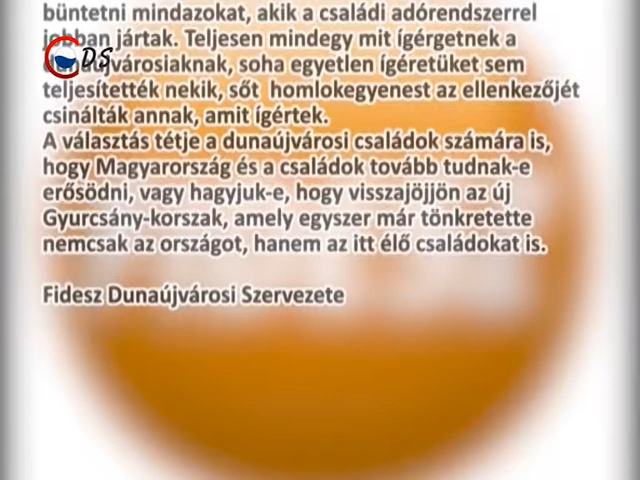 büntetni mindazokat, akik a családi adórendszerrel
jobban jártak. Teljesen mindegy mit ígérgetnek a
dunaújvárosiaknak, soha egyetlen ígéretüket sem
teljesítették nekik, sőt homlokegyenest az ellenkezőjét
csinálták annak, amit ígértek.
A választás tétje a dunaújvárosi családok számára is,
hogy Magyarország és a családok tovább tudnak-e
erősödni, vagy hagyjuk-e, hogy visszajöjjön az új
Gyurcsány-korszak, amely egyszer már tönkretette
nemcsak az országot, hanem az itt élő családokat is.
Fidesz Dunaújvárosi Szervezete
DS